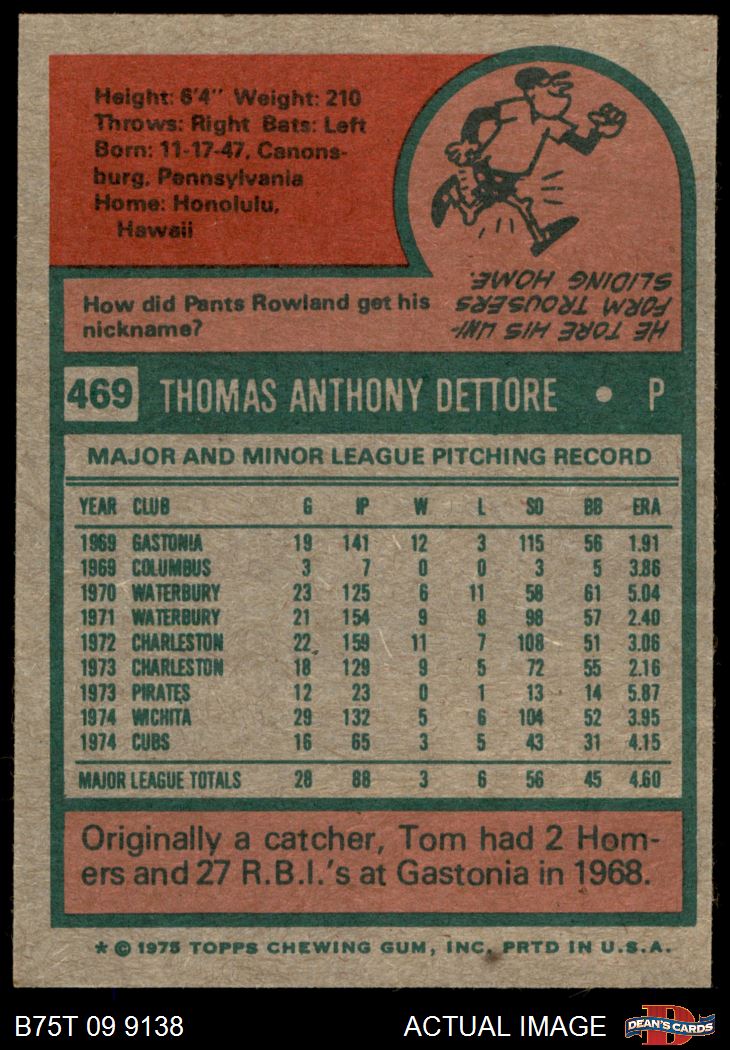 Height: 6'4" Weight: 210
Throws: Right Bats: Left
Born: 11-17-47, Canons-
burg, Pennsylvania
Home: Honolulu,
Hawaii
How did Pants Rowland get his
nickname?
HE TORE HIS UNI-
FORM TROUSERS
SLIDING HOME.
469 THOMAS ANTHONY DETTORE • P
MAJOR AND MINOR LEAGUE PITCHING RECORD
YEAR CLUB G IP W L SO BB ERA
1969 GASTONIA 19 141 12 3 115 56 1.91
1969 COLUMBUS 3 7 0 0 3 5 3.86
1970 WATERBURY 23 125 6 11 58 61 5.04
1971 WATERBURY 21 154 9 8 98 57 2.40
1972 CHARLESTON 22 159 11 7 108 51 3.06
1973 CHARLESTON 18 129 9 5 72 55 2.16
1973 PIRATES 12 23 0 1 13 14 5.87
1974 WICHITA 29 132 5 6 104 52 3.95
1974 CUBS 16 65 3 5 43 31 4.15
MAJOR LEAGUE TOTALS 28 88 3 6 56 45 4.60
Originally a catcher, Tom had 2 Hom-
ers and 27 R.B.I.'s at Gastonia in 1968.
* © 1975 TOPPS CHEWING GUM, INC. PRTD IN U.S.A.
B75T 09 9138 ACTUAL IMAGE D DEAN'S CARDS